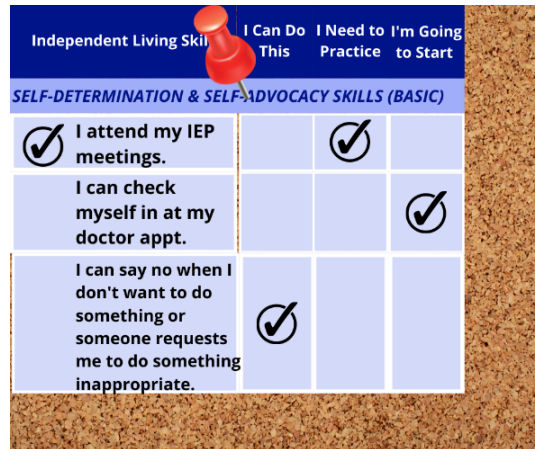 Independent Living Skil
I Can Do
This
I Need to
Practice
I'm Going
to Start
SELF-DETERMINATION & SELF-ADVOCACY SKILLS (BASIC)
I attend my IEP
meetings.
I can check
myself in at my
doctor appt.
I can say no when I
don't want to do
something or
someone requests
me to do something
inappropriate.